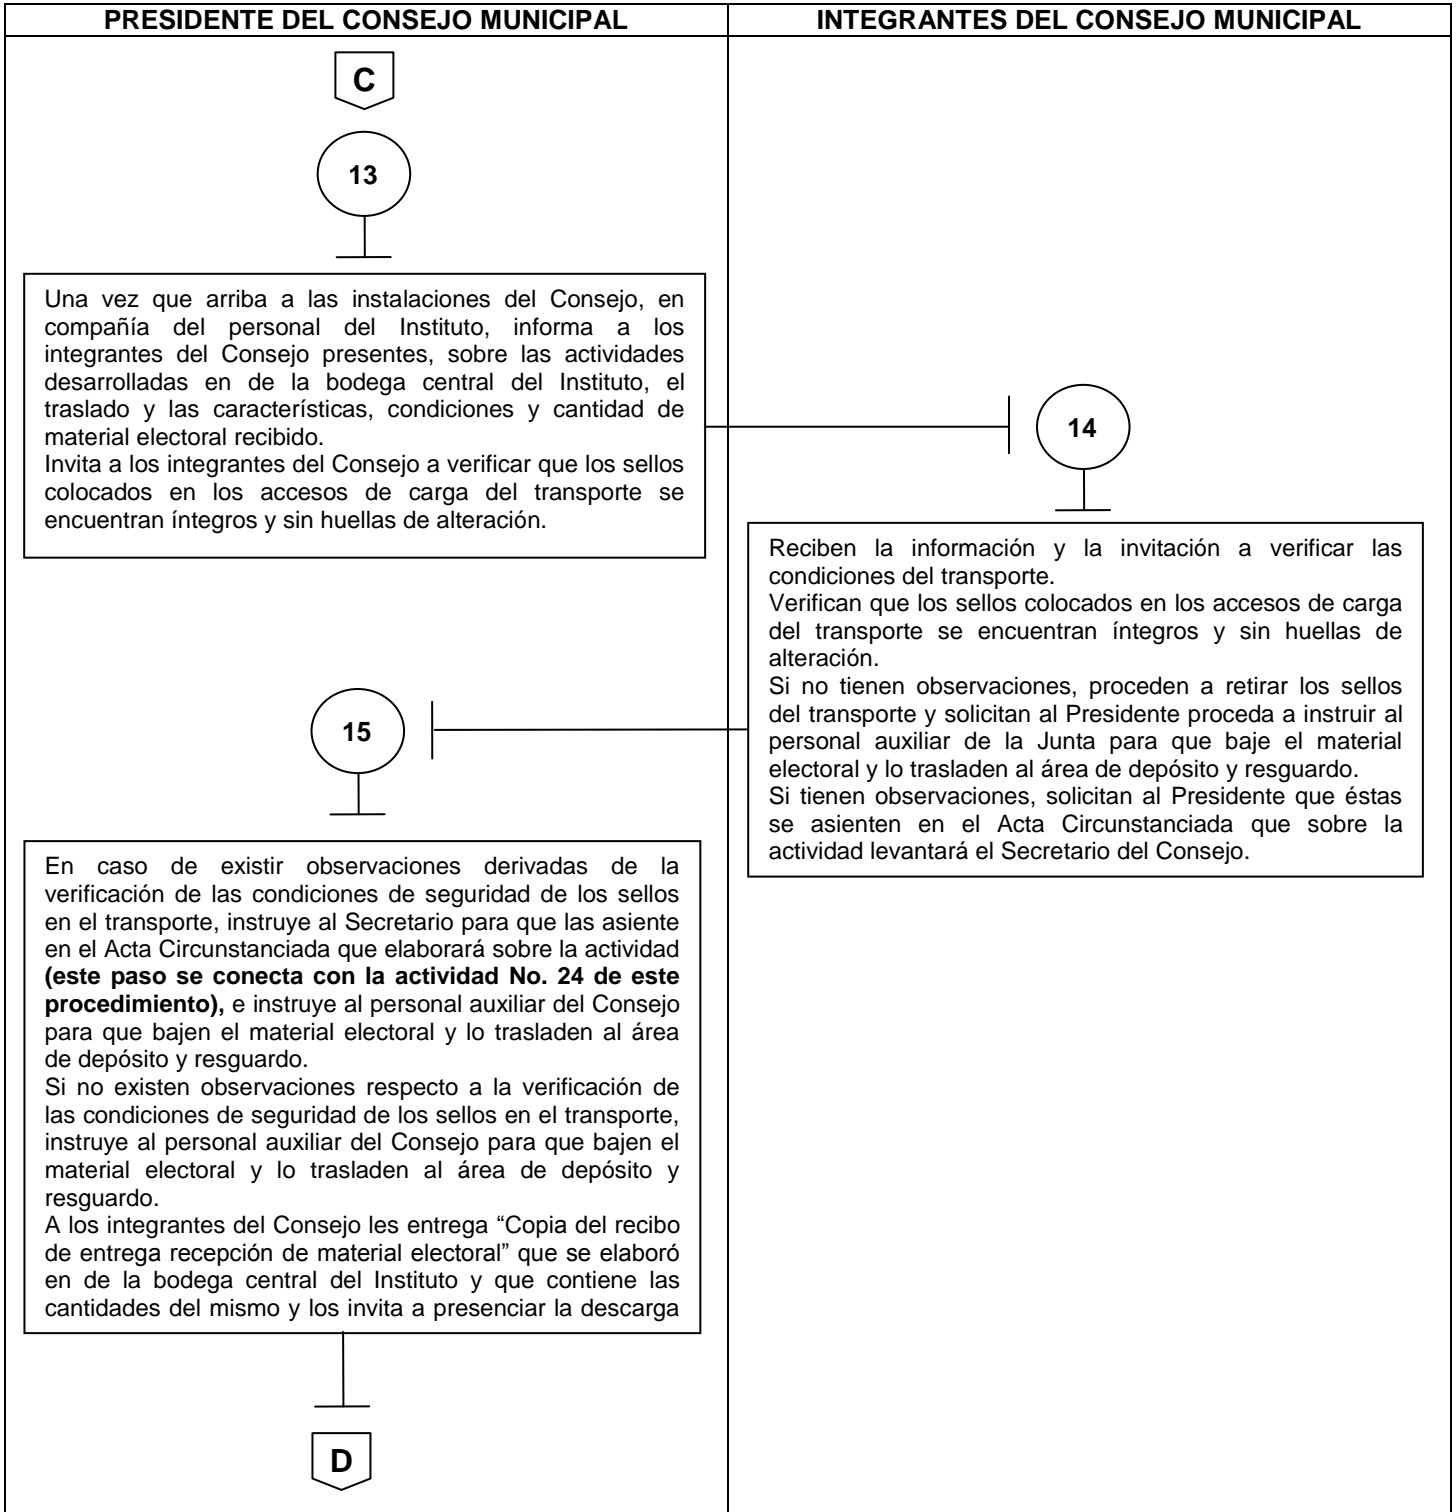 PRESIDENTE DEL CONSEJO MUNICIPAL
INTEGRANTES DEL CONSEJO MUNICIPAL
C
13
Una vez que arriba a las instalaciones del Consejo, en
compañía del personal del Instituto, informa a los
integrantes del Consejo presentes, sobre las actividades
desarrolladas en de la bodega central del Instituto, el
traslado y las características, condiciones y cantidad de
material electoral recibido.
Invita a los integrantes del Consejo a verificar que los sellos
colocados en los accesos de carga del transporte se
encuentran íntegros y sin huellas de alteración.
14
Reciben la información y la invitación a verificar las
condiciones del transporte.
Verifican que los sellos colocados en los accesos de carga
del transporte se encuentran íntegros y sin huellas de
alteración.
Si no tienen observaciones, proceden a retirar los sellos
del transporte y solicitan al Presidente proceda a instruir al
personal auxiliar de la Junta para que baje el material
electoral y lo trasladen al área de depósito y resguardo.
Si tienen observaciones, solicitan al Presidente que éstas
se asienten en el Acta Circunstanciada que sobre la
actividad levantará el Secretario del Consejo.
15
En caso de existir observaciones derivadas de la
verificación de las condiciones de seguridad de los sellos
en el transporte, instruye al Secretario para que las asiente
en el Acta Circunstanciada que elaborará sobre la actividad
(este paso se conecta con la actividad No. 24 de este
procedimiento), e instruye al personal auxiliar del Consejo
para que bajen el material electoral y lo trasladen al área
de depósito y resguardo.
Si no existen observaciones respecto a la verificación de
las condiciones de seguridad de los sellos en el transporte,
instruye al personal auxiliar del Consejo para que bajen el
material electoral y lo trasladen al área de depósito y
resguardo.
A los integrantes del Consejo les entrega “Copia del recibo
de entrega recepción de material electoral” que se elaboró
en de la bodega central del Instituto y que contiene las
cantidades del mismo y los invita a presenciar la descarga
D